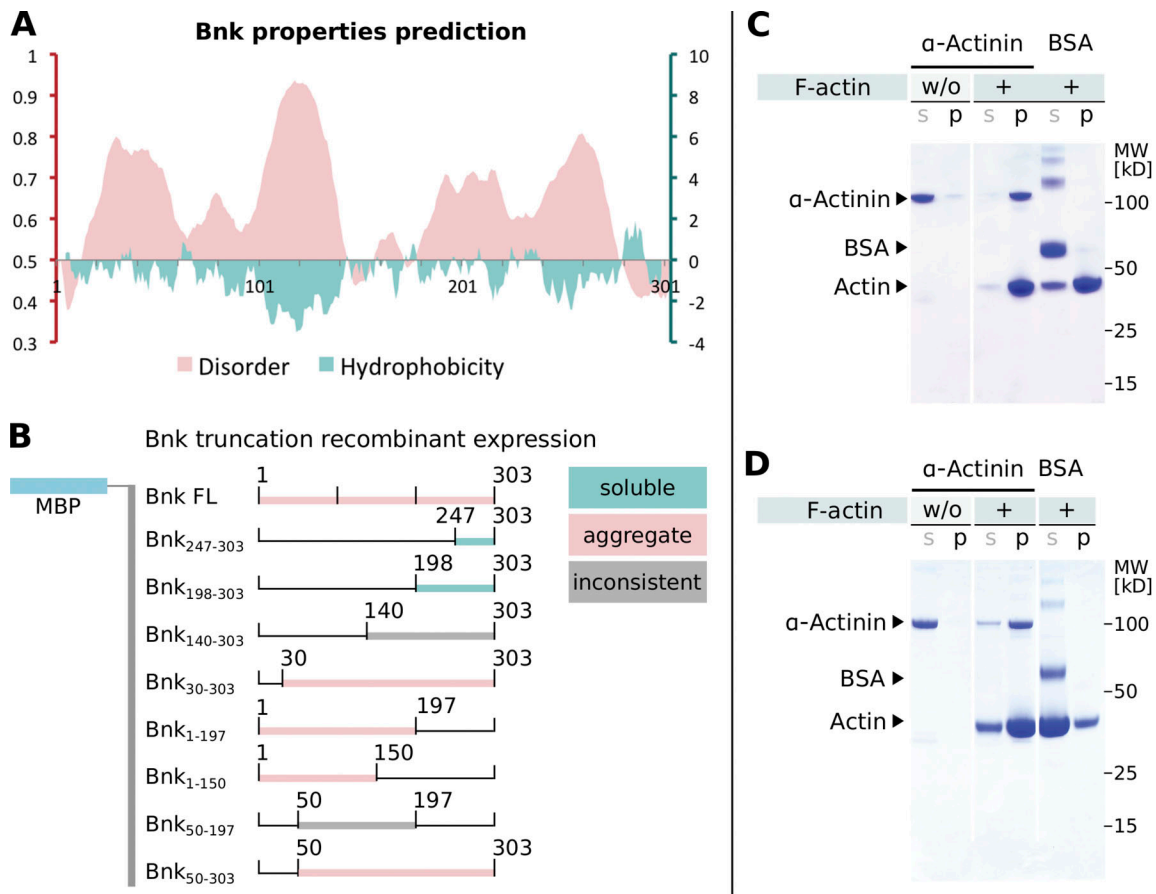 A
Bnk properties prediction
1
0.9
0.8
0.7
0.6
0.5
0.4
0.3
10
8
6
4
2
0
-2
-4
1
101
201
301
Disorder
Hydrophobicity
B
Bnk truncation recombinant expression
MBP
Bnk FL
1
303
Bnk247-303
247
303
Bnk198-303
198
303
Bnk140-303
140
303
Bnk30-303
30
303
Bnk1-197
1
197
Bnk1-150
1
150
Bnk50-197
50
197
Bnk50-303
50
303
soluble
aggregate
inconsistent
C
α-Actinin BSA
F-actin w/o + +
s p s p s p
MW
[kD]
α-Actinin
BSA
Actin
-100
-50
-25
-15
D
α-Actinin BSA
F-actin w/o + +
s p s p s p
MW
[kD]
α-Actinin
BSA
Actin
-100
-50
-25
-15